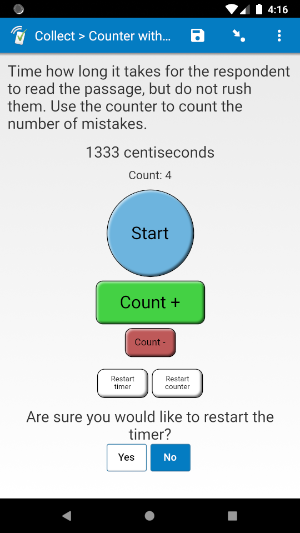 4:16
Collect > Counter with...
Time how long it takes for the respondent
to read the passage, but do not rush
them. Use the counter to count the
number of mistakes.
1333 centiseconds
Count: 4
Start
Count +
Count -
Restart
timer
Restart
counter
Are sure you would like to restart the
timer?
Yes
No